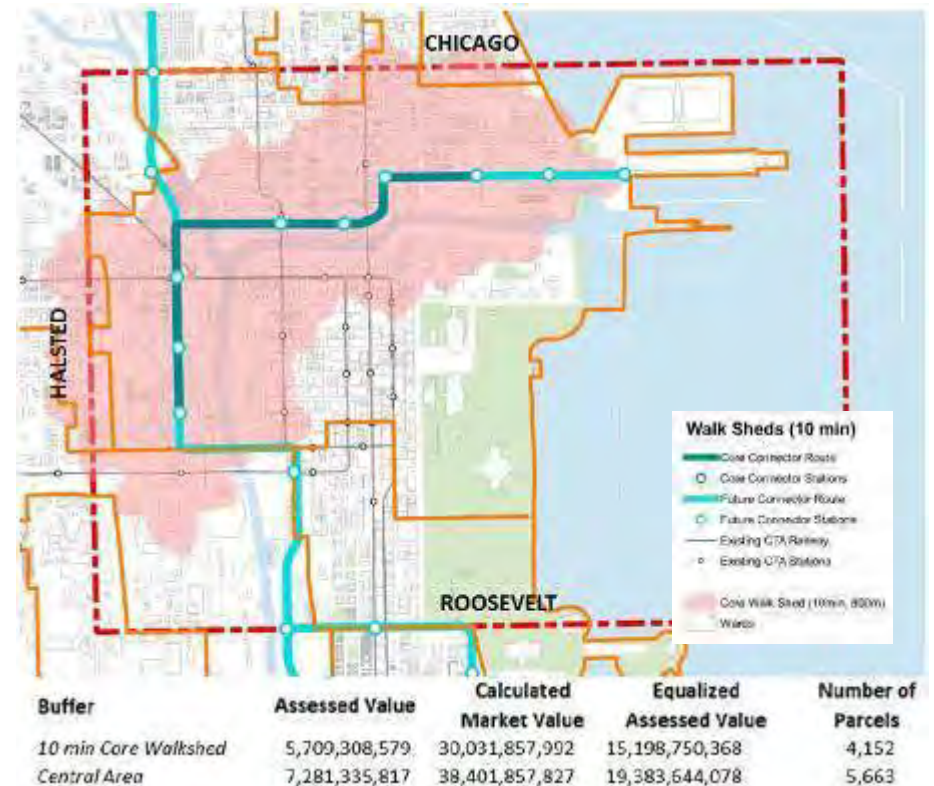 CHICAGO
HALSTED
Walk Sheds (10 min)
Core Connector Route
Core Connector Stations
Future Connector Route
Future Connector Stations
Existing CTA Railway
Existing CTA Stations
Core Walk Shed (10min, 800m)
Wards
ROOSEVELT
Buffer Assessed Value Calculated Market Value Equalized Assessed Value Number of Parcels
10 min Core Walkshed 5,709,308,579 30,031,857,992 15,198,750,368 4,152
Central Area 7,281,335,817 38,401,857,827 19,383,644,078 5,663